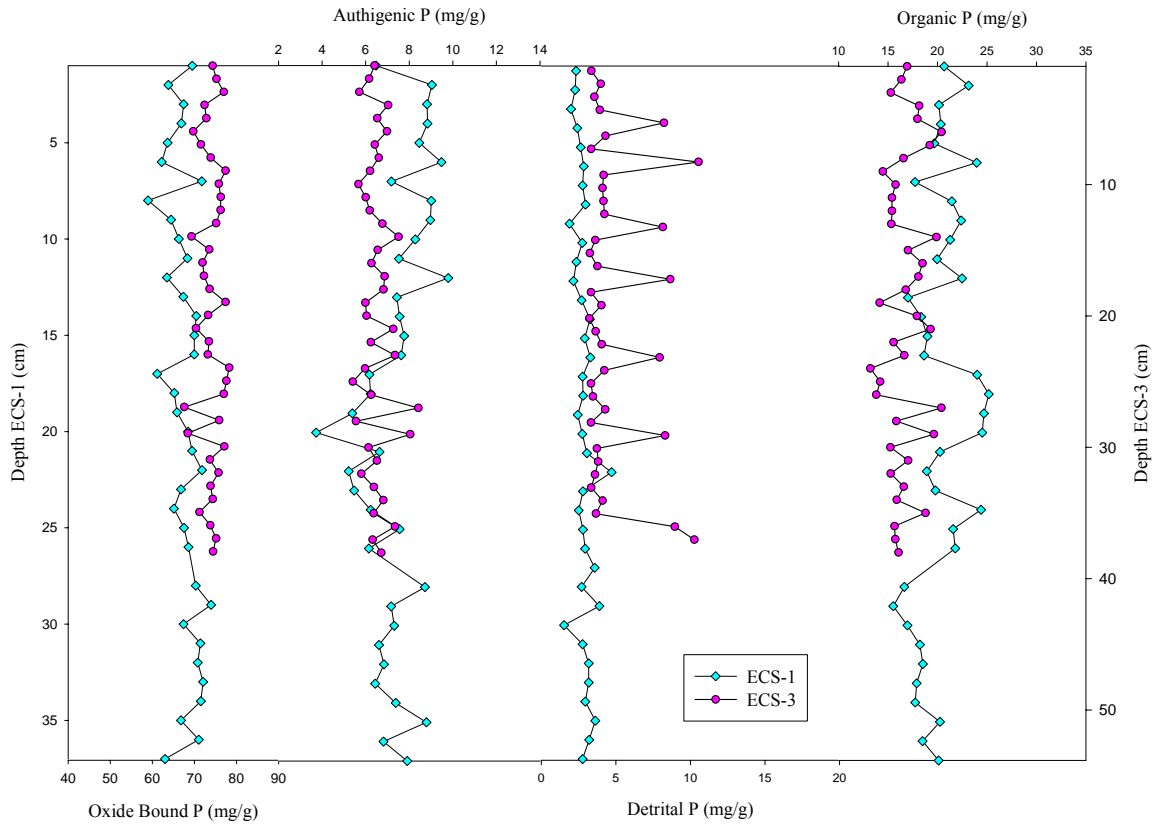 Authigenic P (mg/g)
Organic P (mg/g)
2 4 6 8 10 14
10 15 20 25 30 35
5
10
15
20
25
30
35
Depth ECS-1 (cm)
10
20
30
40
50
Depth ECS-3 (cm)
ECS-1
ECS-3
40 50 60 70 80 90
0 5 10 15 20
Oxide Bound P (mg/g)
Detrital P (mg/g)